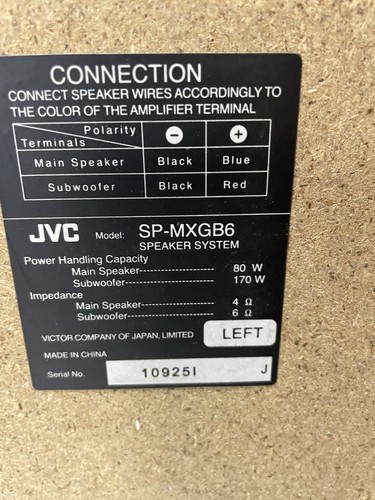 CONNECTION
CONNECT SPEAKER WIRES ACCORDINGLY TO
THE COLOR OF THE AMPLIFIER TERMINAL
Polarity - +
Terminals
Main Speaker Black Blue
Subwoofer Black Red
JVC Model: SP-MXGB6
SPEAKER SYSTEM
Power Handling Capacity
Main Speaker----------------- 80 W
Subwoofer------------------- 170 W
Impedance
Main Speaker----------------- 4 Ω
Subwoofer------------------- 6 Ω
VICTOR COMPANY OF JAPAN, LIMITED LEFT
MADE IN CHINA
Serial No. 10925I J